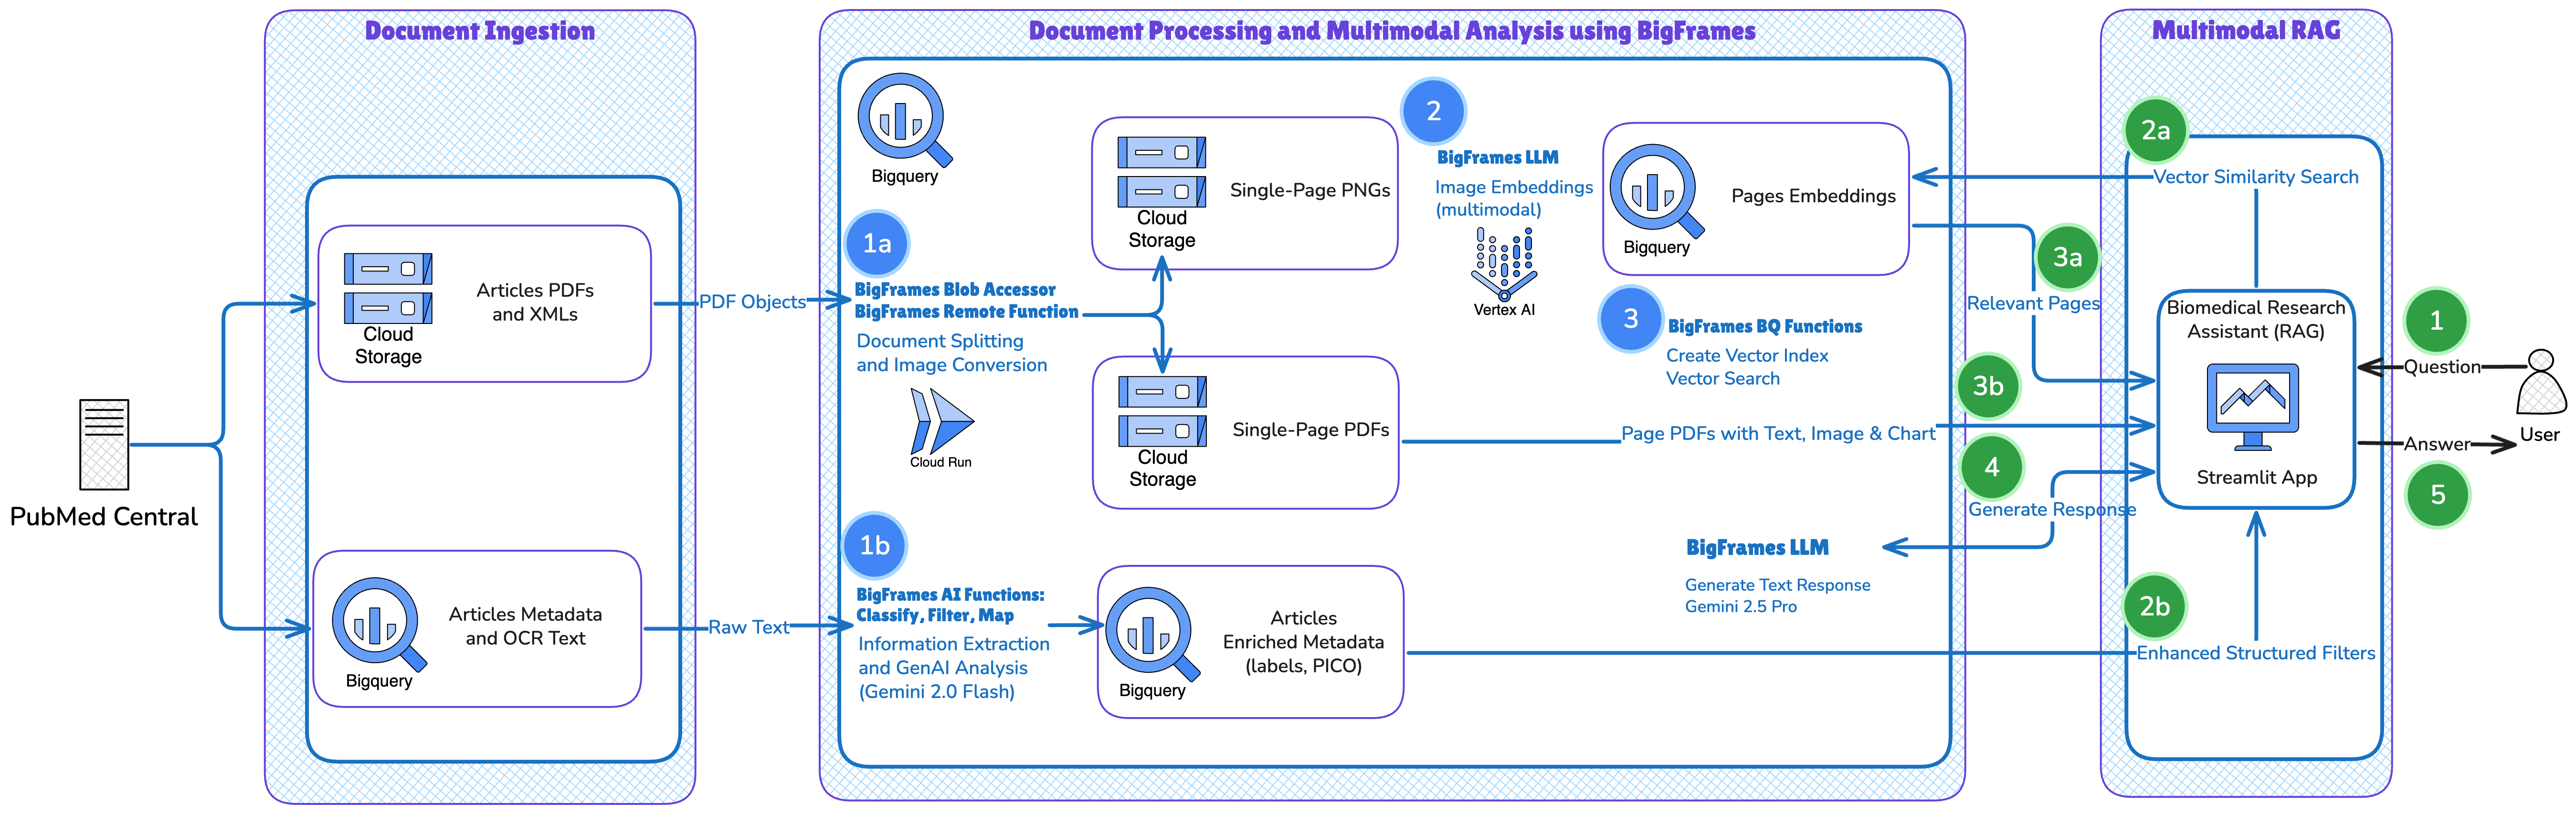 Document Ingestion
Document Processing and Multimodal Analysis using BigFrames
Multimodal RAG
PubMed Central
Cloud
Storage
Articles PDFs
and XMLs
Bigquery
Articles Metadata
and OCR Text
PDF Objects
Raw Text
Bigquery
1a
BigFrames Blob Accessor
BigFrames Remote Function
Document Splitting
and Image Conversion
Cloud Run
1b
BigFrames AI Functions:
Classify, Filter, Map
Information Extraction
and GenAI Analysis
(Gemini 2.0 Flash)
Cloud
Storage
Single-Page PNGs
Cloud
Storage
Single-Page PDFs
Bigquery
Articles
Enriched Metadata
(labels, PICO)
2
BigFrames LLM
Image Embeddings
(multimodal)
Vertex AI
Bigquery
Pages Embeddings
3
BigFrames BQ Functions
Create Vector Index
Vector Search
Page PDFs with Text, Image & Chart
BigFrames LLM
Generate Text Response
Gemini 2.5 Pro
2a
Vector Similarity Search
3a
Relevant Pages
3b
4
Generate Response
2b
Enhanced Structured Filters
Biomedical Research
Assistant (RAG)
Streamlit App
1
Question
Answer
5
User